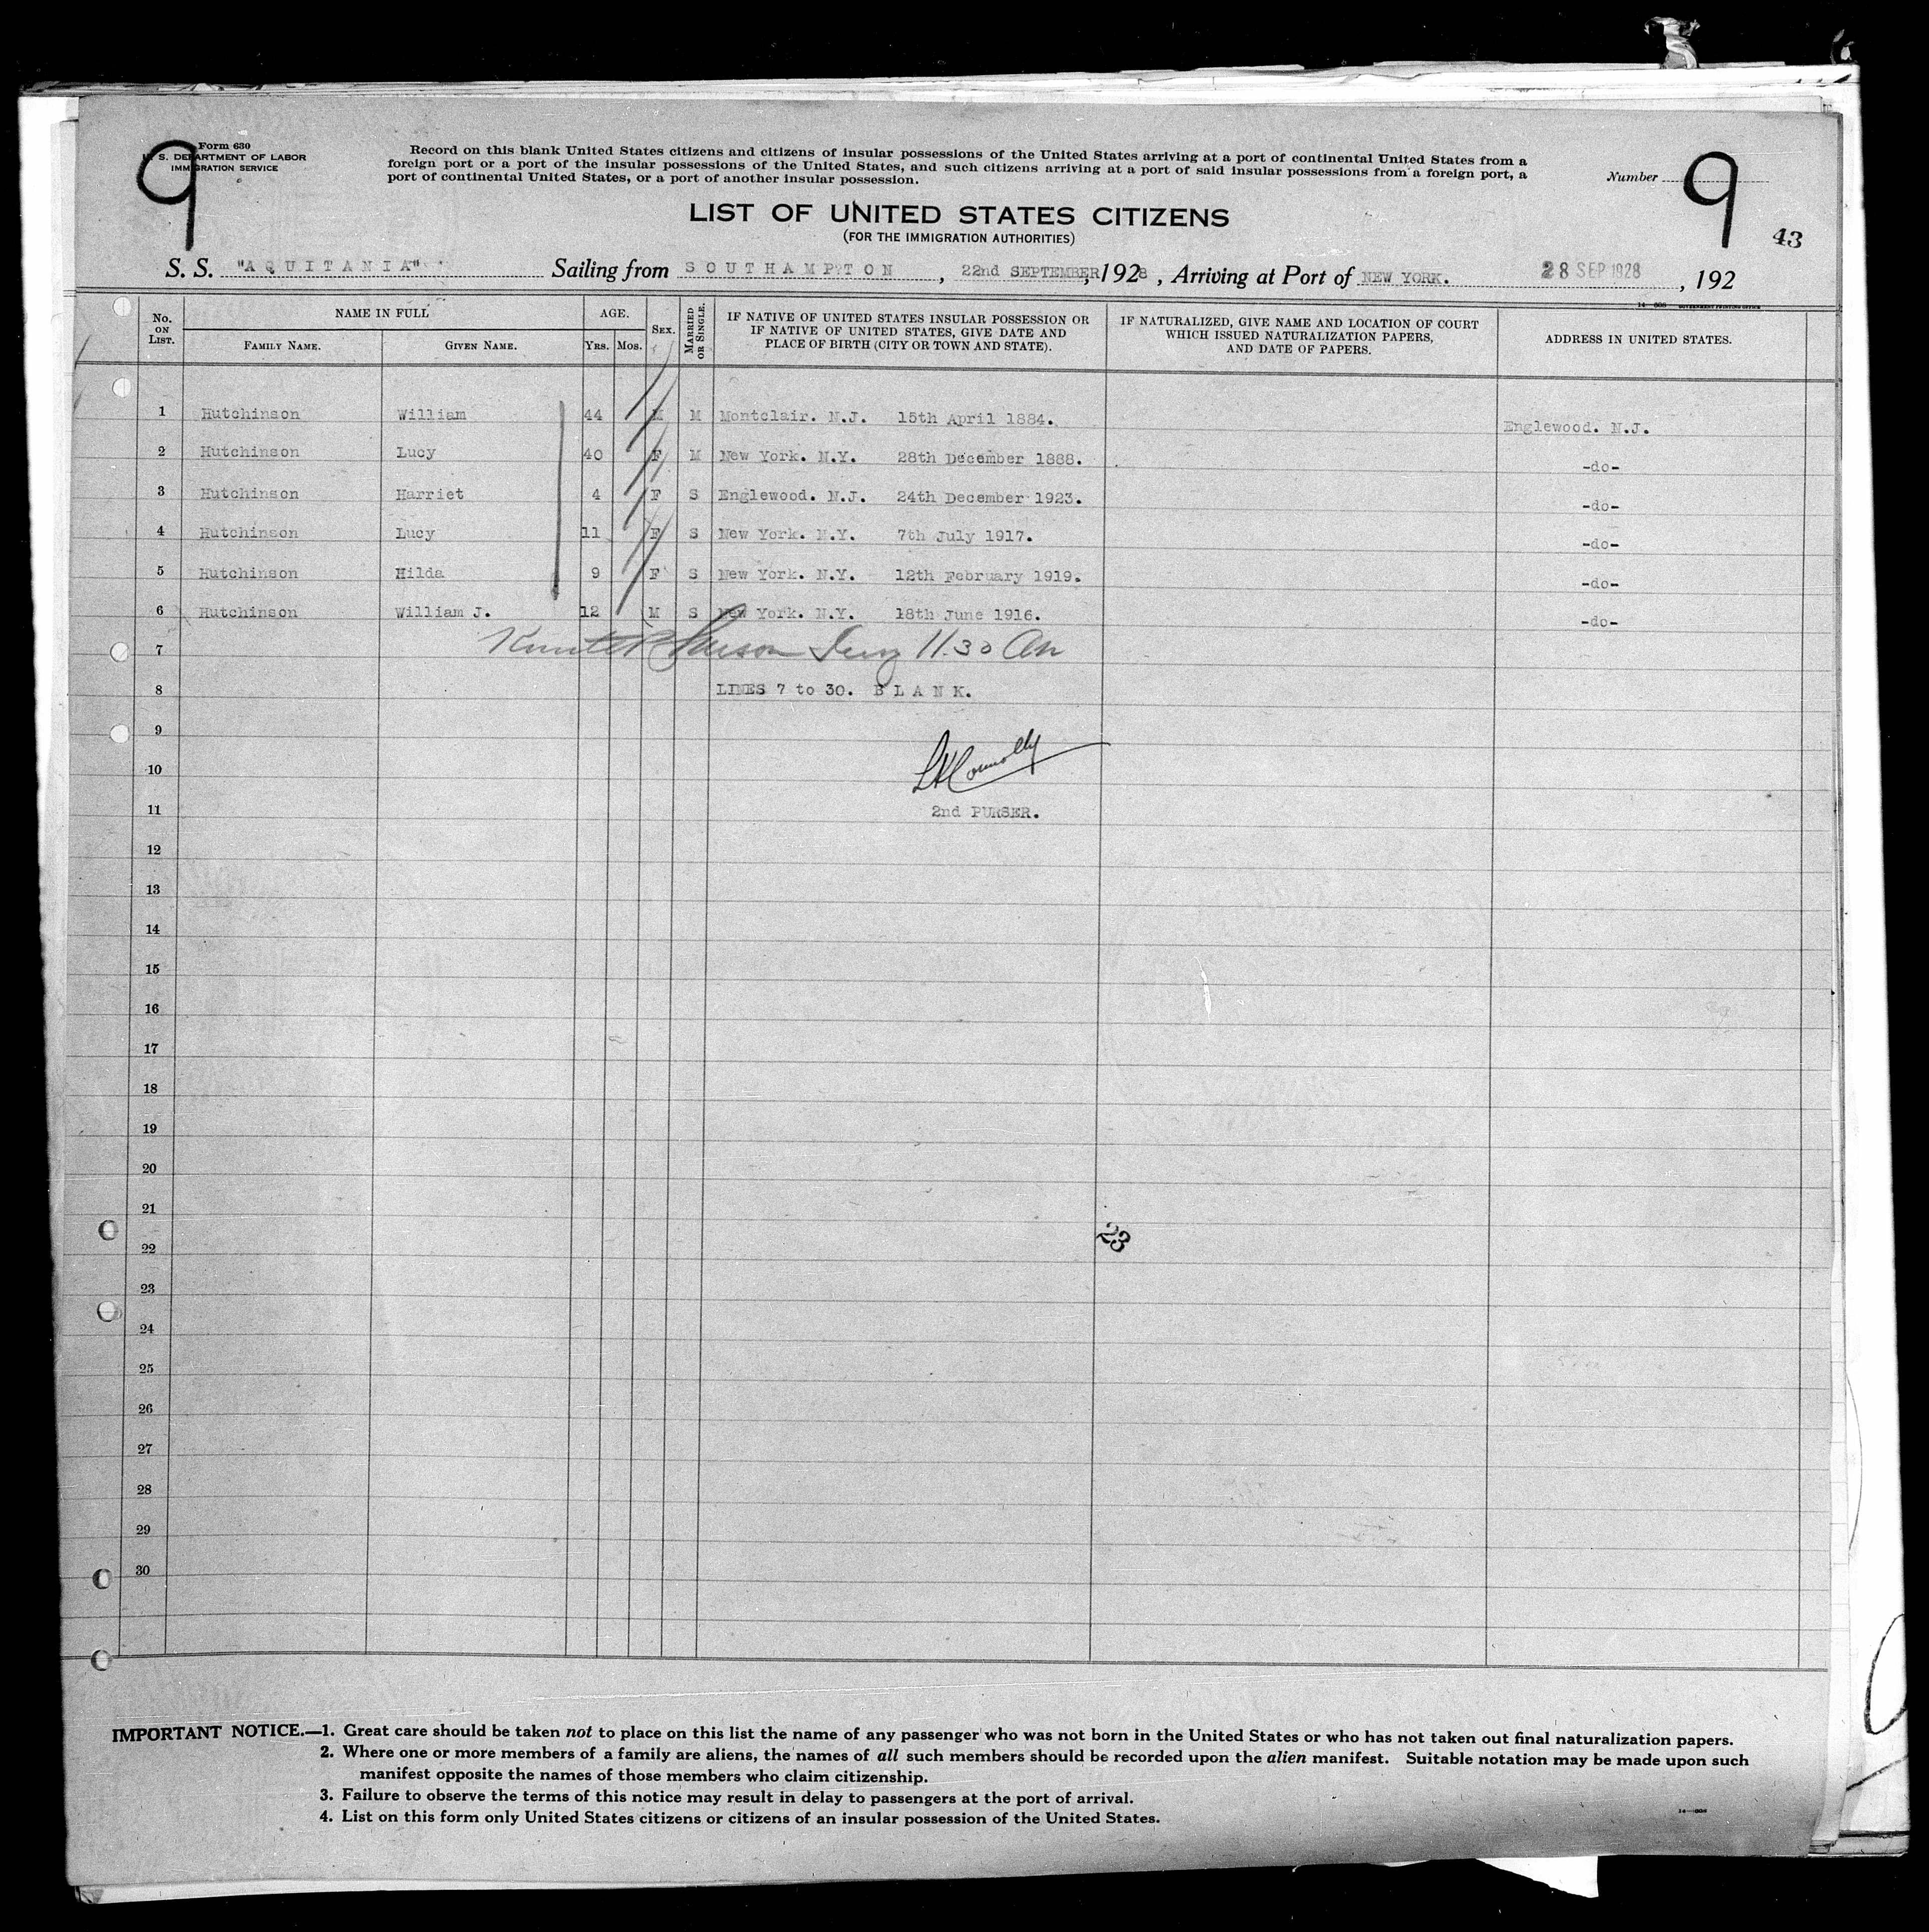 9
Form 630
U. S. DEPARTMENT OF LABOR
IMMIGRATION SERVICE
Record on this blank United States citizens and citizens of insular possessions of the United States arriving at a port of continental United States from a
foreign port or a port of the insular possessions of the United States, and such citizens arriving at a port of said insular possessions from a foreign port, a
port of continental United States, or a port of another insular possession.
Number 9
43
LIST OF UNITED STATES CITIZENS
(FOR THE IMMIGRATION AUTHORITIES)
S. S. "AQUITANIA" Sailing from SOUTHAMPTON, 22nd SEPTEMBER, 1928, Arriving at Port of NEW YORK. 28 SEP 1928, 192
No. ON LIST. NAME IN FULL AGE. SEX. MARRIED OR SINGLE. IF NATIVE OF UNITED STATES INSULAR POSSESSION OR IF NATIVE OF UNITED STATES, GIVE DATE AND PLACE OF BIRTH (CITY OR TOWN AND STATE). IF NATURALIZED, GIVE NAME AND LOCATION OF COURT WHICH ISSUED NATURALIZATION PAPERS, AND DATE OF PAPERS. ADDRESS IN UNITED STATES.
FAMILY NAME. GIVEN NAME. YRS. MOS.
1 Hutchinson William 44 M M Montclair. N.J. 15th April 1884. Englewood. N.J.
2 Hutchinson Lucy 40 F M New York. N.Y. 28th December 1888. -do-
3 Hutchinson Harriet 4 F S Englewood. N.J. 24th December 1923. -do-
4 Hutchinson Lucy 11 F S New York. N.Y. 7th July 1917. -do-
5 Hutchinson Hilda 9 F S New York. N.Y. 12th February 1919. -do-
6 Hutchinson William J. 12 M S New York. N.Y. 18th June 1916. -do-
7 11.30 Am
8 LINES 7 to 30. BLANK.
9
LHConnolly
10
11 2nd PURSER.
12
13
14
15
16
17
18
19
20
21
23
22
23
24
25
26
27
28
29
30
IMPORTANT NOTICE.—1. Great care should be taken not to place on this list the name of any passenger who was not born in the United States or who has not taken out final naturalization papers.
2. Where one or more members of a family are aliens, the names of all such members should be recorded upon the alien manifest. Suitable notation may be made upon such
manifest opposite the names of those members who claim citizenship.
3. Failure to observe the terms of this notice may result in delay to passengers at the port of arrival.
4. List on this form only United States citizens or citizens of an insular possession of the United States.